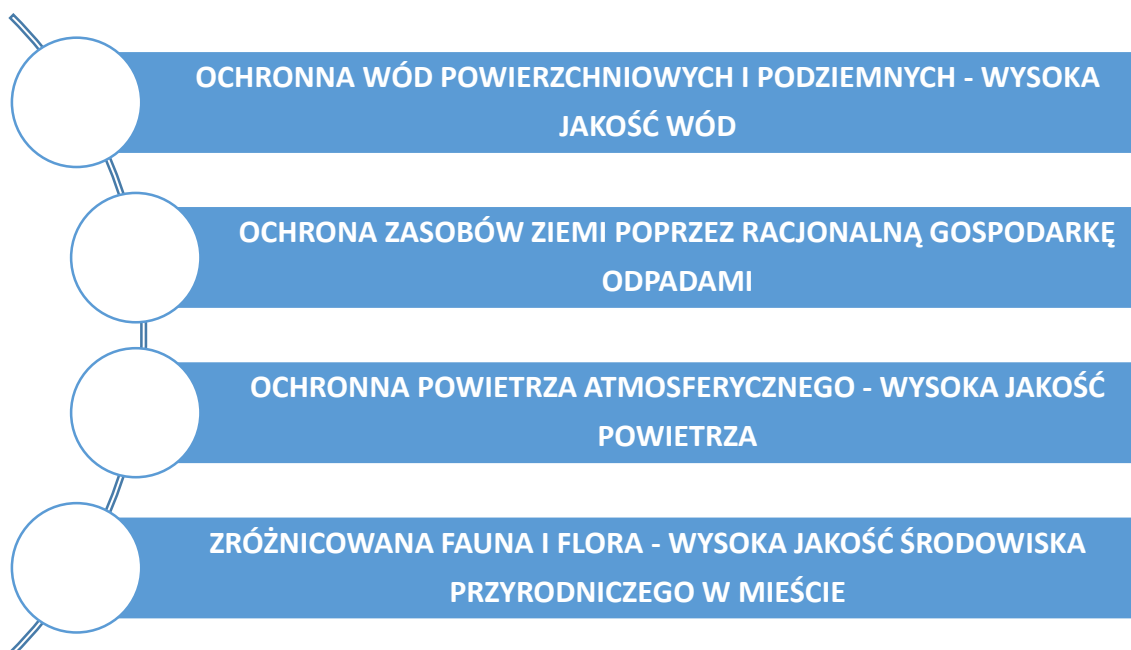 OCHRONNA WÓD POWIERZCHNIOWYCH I PODZIEMNYCH - WYSOKA
JAKOŚĆ WÓD
OCHRONA ZASOBÓW ZIEMI POPRZEZ RACJONALNĄ GOSPODARKĘ
ODPADAMI
OCHRONNA POWIETRZA ATMOSFERYCZNEGO - WYSOKA JAKOŚĆ
POWIETRZA
ZRÓŻNICOWANA FAUNA I FLORA - WYSOKA JAKOŚĆ ŚRODOWISKA
PRZYRODNICZEGO W MIEŚCIE